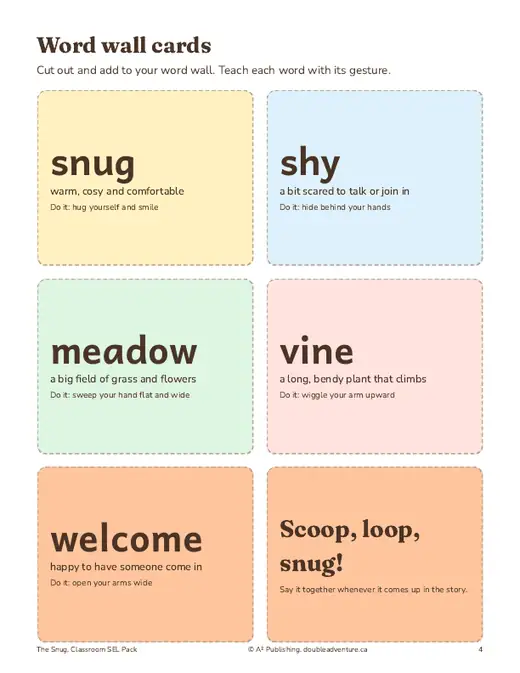 Word wall cards
Cut out and add to your word wall. Teach each word with its gesture.
snug
warm, cosy and comfortable
Do it: hug yourself and smile
shy
a bit scared to talk or join in
Do it: hide behind your hands
meadow
a big field of grass and flowers
Do it: sweep your hand flat and wide
vine
a long, bendy plant that climbs
Do it: wiggle your arm upward
welcome
happy to have someone come in
Do it: open your arms wide
Scoop, loop,
snug!
Say it together whenever it comes up in the story.
The Snug. Classroom SEL Pack
© A² Publishing. doubleadventure.ca
4